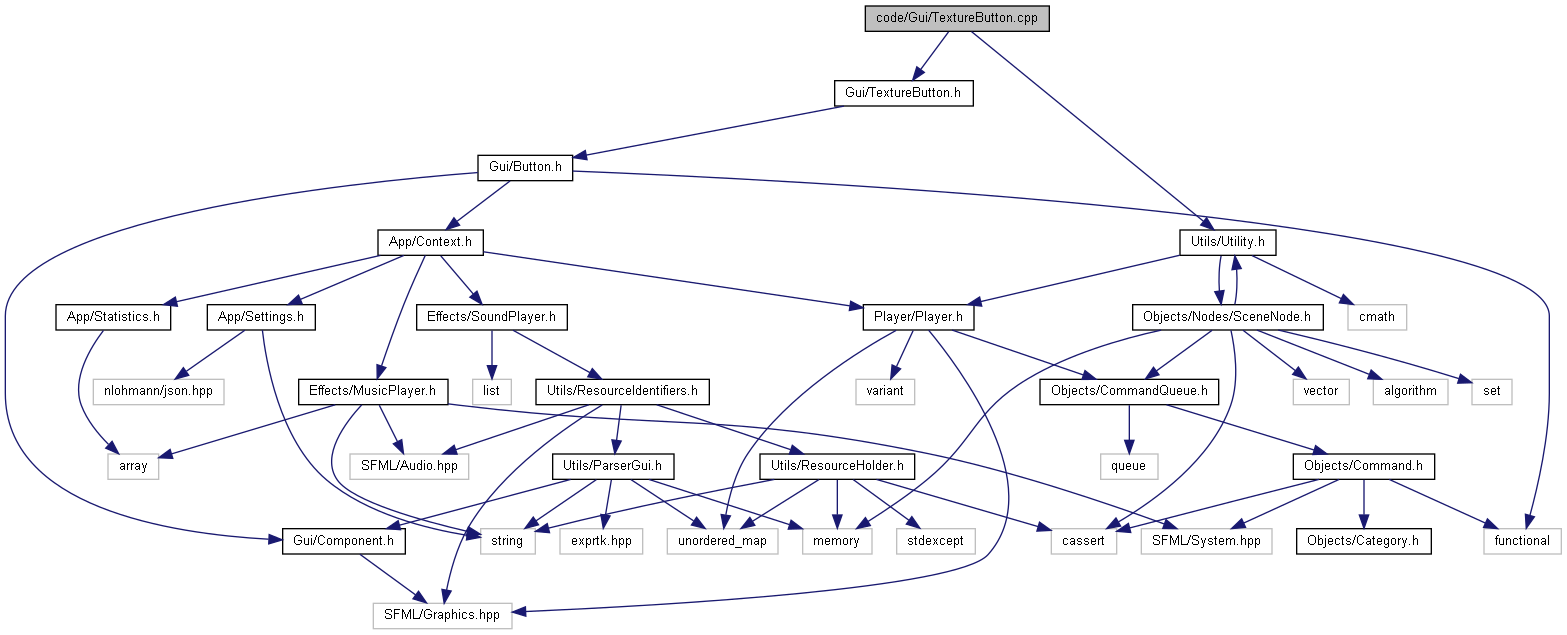 code/Gui/TextureButton.cpp
Gui/TextureButton.h
Gui/Button.h
App/Context.h
Utils/Utility.h
App/Statistics.h
App/Settings.h
Effects/SoundPlayer.h
Player/Player.h
Objects/Nodes/SceneNode.h
cmath
nlohmann/json.hpp
Effects/MusicPlayer.h
list
Utils/ResourceIdentifiers.h
variant
Objects/CommandQueue.h
vector
algorithm
set
array
SFML/Audio.hpp
Utils/ParserGui.h
Utils/ResourceHolder.h
queue
Objects/Command.h
Gui/Component.h
string
exprtk.hpp
unordered_map
memory
stdexcept
cassert
SFML/System.hpp
Objects/Category.h
functional
SFML/Graphics.hpp